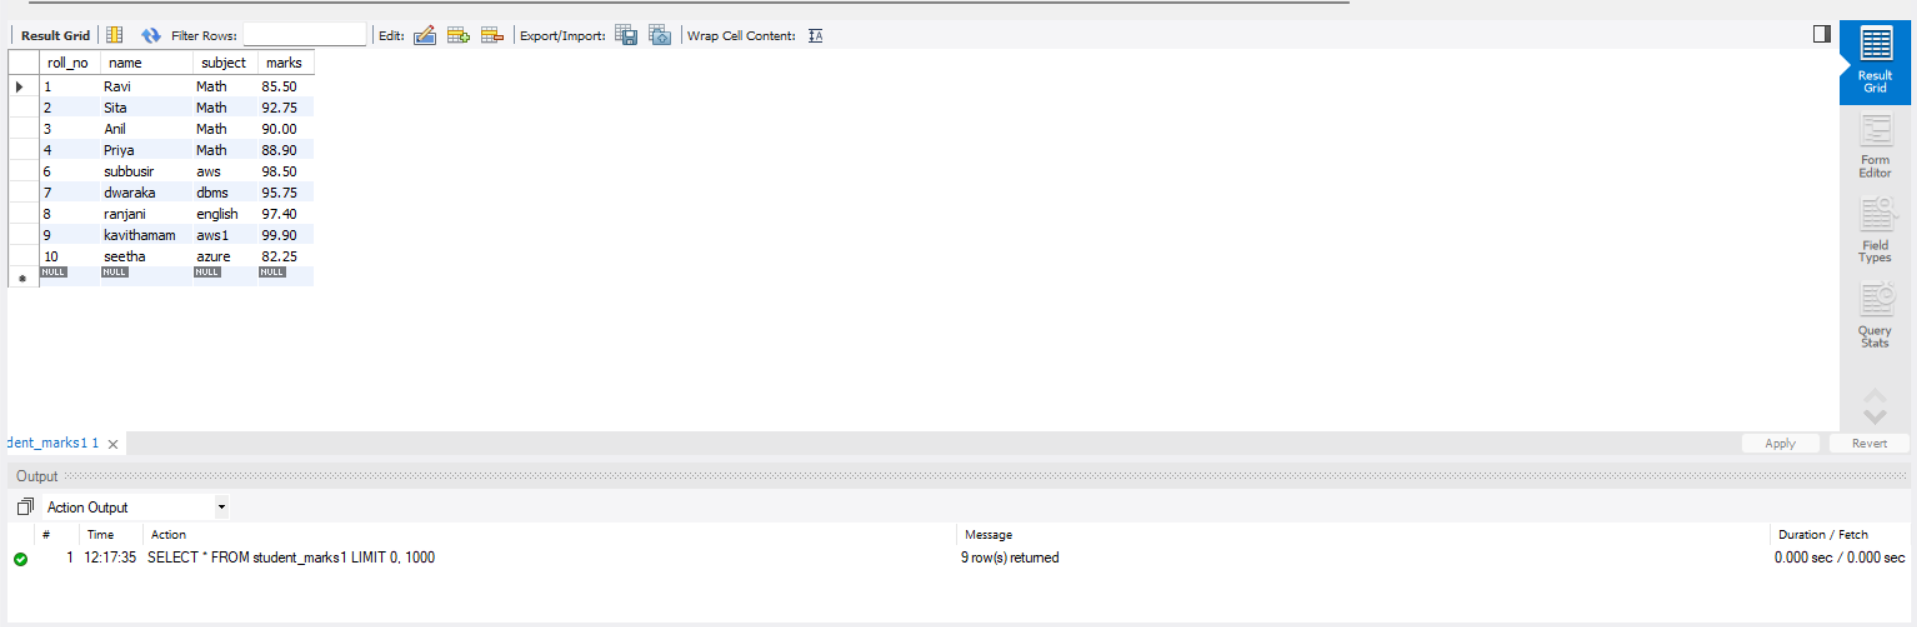 Result Grid Filter Rows: Edit: Export/Import: Wrap Cell Content: IA
roll_no name subject marks
1 Ravi Math 85.50
2 Sita Math 92.75
3 Anil Math 90.00
4 Priya Math 88.90
6 subbusir aws 98.50
7 dwaraka dbms 95.75
8 ranjani english 97.40
9 kavithamam aws1 99.90
10 seetha azure 82.25
NULL NULL NULL NULL
Result
Grid
Form
Editor
Field
Types
Query
Stats
dent_marks1 1 Apply Revert
Output
Action Output
# Time Action Message Duration / Fetch
1 12:17:35 SELECT * FROM student_marks1 LIMIT 0, 1000 9 row(s) returned 0.000 sec / 0.000 sec